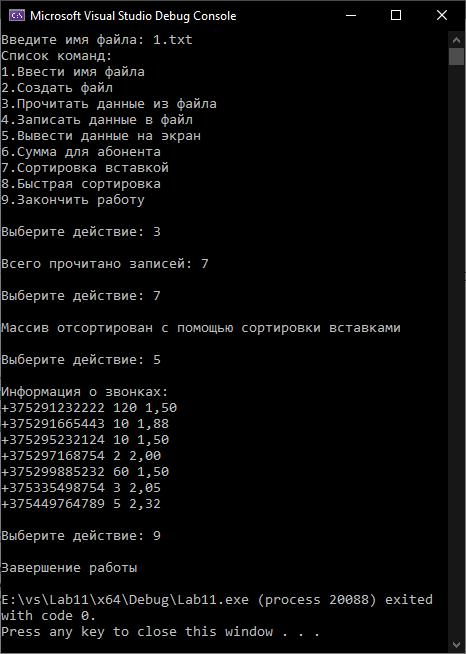 Microsoft Visual Studio Debug Console
Введите имя файла: 1.txt
Список команд:
1.Ввести имя файла
2.Создать файл
3.Прочитать данные из файла
4.Записать данные в файл
5.Вывести данные на экран
6.Сумма для абонента
7.Сортировка вставкой
8.Быстрая сортировка
9.Закончить работу
Выберите действие: 3
Всего прочитано записей: 7
Выберите действие: 7
Массив отсортирован с помощью сортировки вставками
Выберите действие: 5
Информация о звонках:
+375291232222 120 1,50
+375291665443 10 1,88
+375295232124 10 1,50
+375297168754 2 2,00
+375299885232 60 1,50
+375335498754 3 2,05
+375449764789 5 2,32
Выберите действие: 9
Завершение работы
E:\vs\Lab11\x64\Debug\Lab11.exe (process 20088) exited
with code 0.
Press any key to close this window . . .